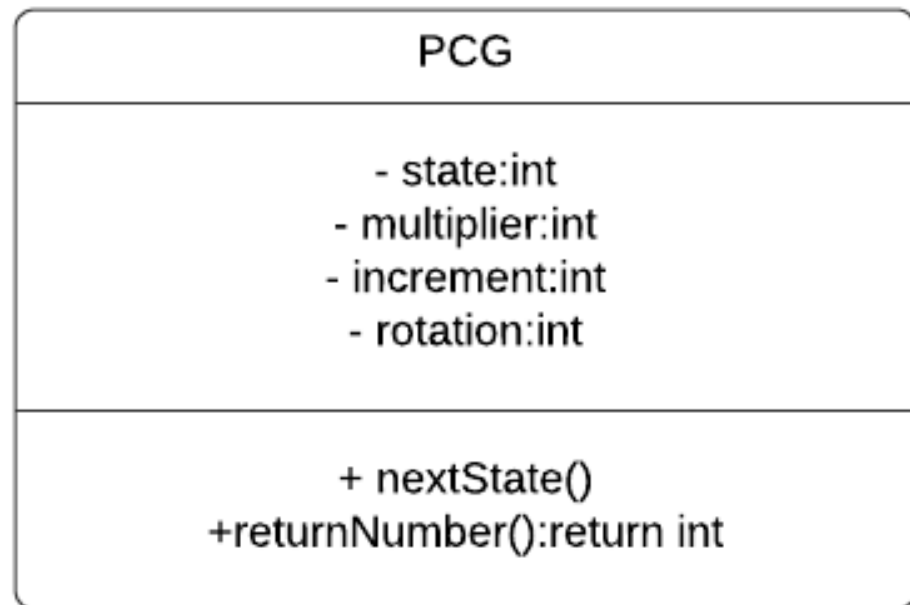 PCG
- state:int
- multiplier:int
- increment:int
- rotation:int
+ nextState()
+returnNumber():return int